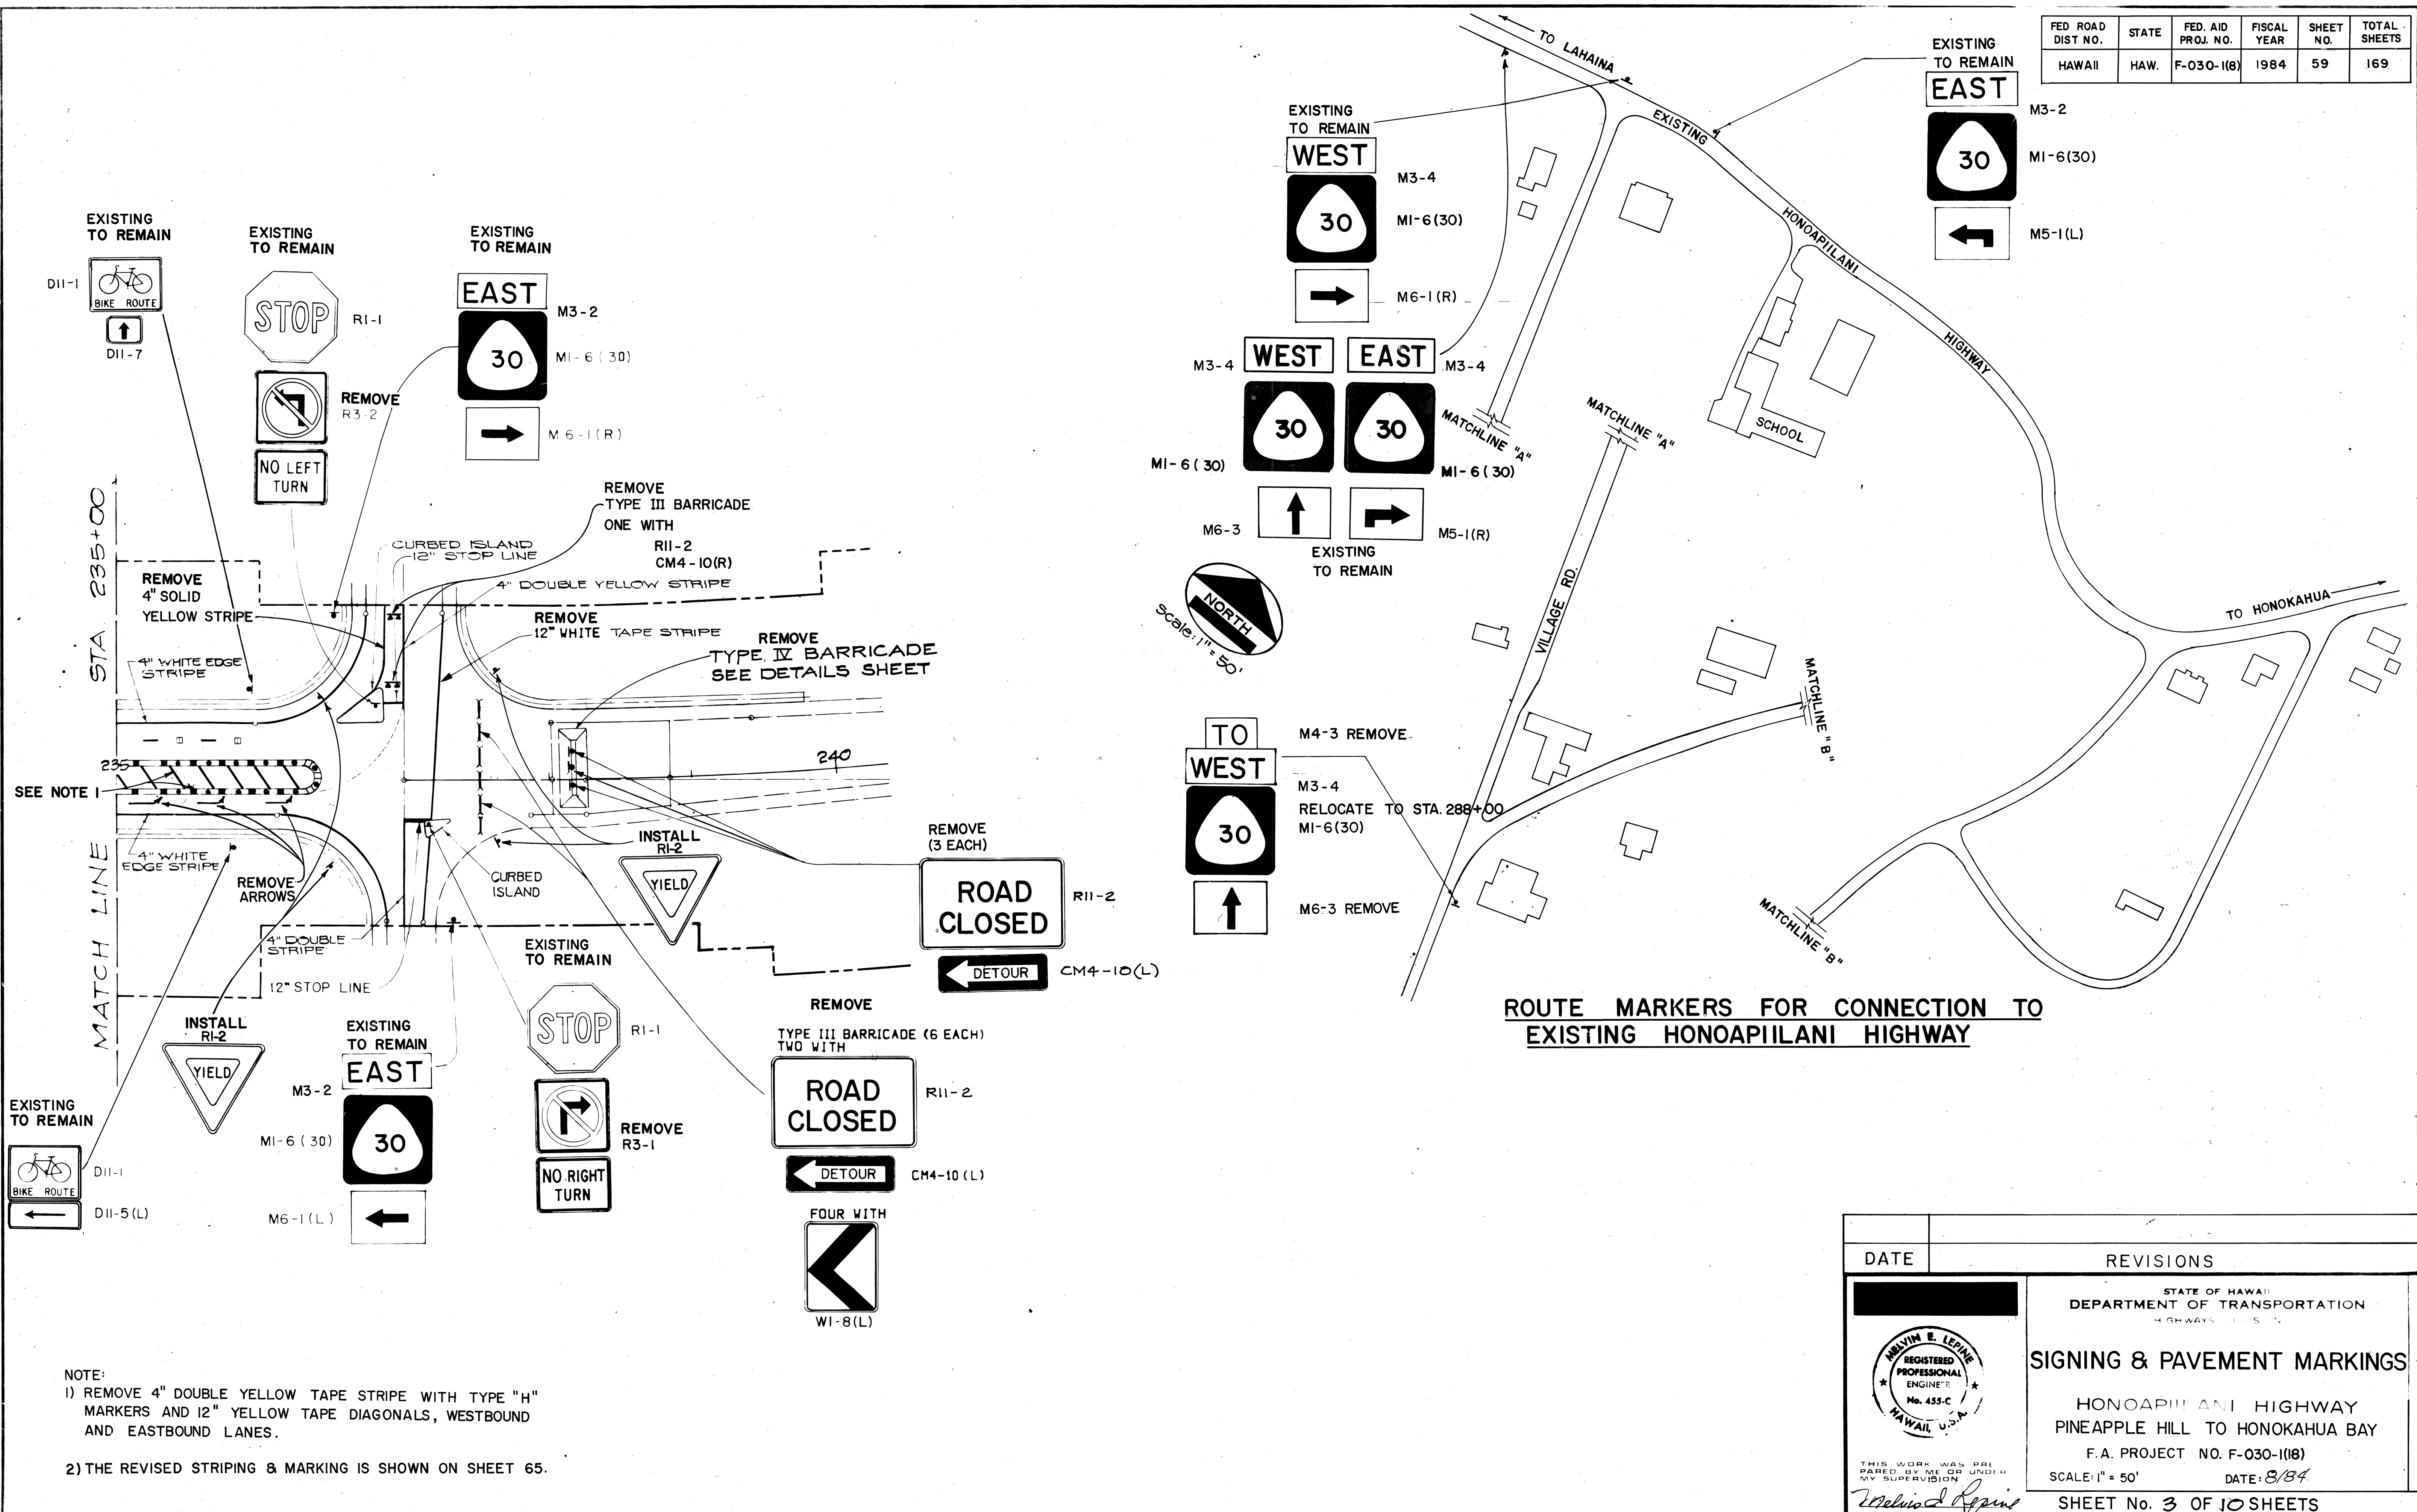 FED ROAD DIST NO.
STATE
FED. AID PROJ. NO.
FISCAL YEAR
SHEET NO.
TOTAL SHEETS
HAWAII
HAW.
F-030-1(8)
1984
59
169
EXISTING
TO REMAIN
D11-1
BIKE ROUTE
D11-7
EXISTING
TO REMAIN
STOP
R1-1
REMOVE
R3-2
NO LEFT
TURN
EXISTING
TO REMAIN
EAST
M3-2
30
M1-6 (30)
M6-1(R)
REMOVE
TYPE III BARRICADE
ONE WITH
R11-2
CM4-10(R)
CURBED ISLAND
12" STOP LINE
4" DOUBLE YELLOW STRIPE
REMOVE
12" WHITE TAPE STRIPE
REMOVE
TYPE IV BARRICADE
SEE DETAILS SHEET
STA. 235+00
MATCH LINE
REMOVE
4" SOLID
YELLOW STRIPE
4" WHITE EDGE
STRIPE
235
240
SEE NOTE 1
4" WHITE
EDGE STRIPE
REMOVE
ARROWS
4" DOUBLE
STRIPE
12" STOP LINE
CURBED
ISLAND
INSTALL
R1-2
YIELD
REMOVE
(3 EACH)
ROAD
CLOSED
R11-2
DETOUR
CM4-10(L)
INSTALL
R1-2
YIELD
EXISTING
TO REMAIN
BIKE ROUTE
D11-1
D11-5(L)
EXISTING
TO REMAIN
EAST
M3-2
M1-6 (30)
30
M6-1(L)
EXISTING
TO REMAIN
STOP
R1-1
REMOVE
R3-1
NO RIGHT
TURN
REMOVE
TYPE III BARRICADE (6 EACH)
TWO WITH
ROAD
CLOSED
R11-2
DETOUR
CM4-10 (L)
FOUR WITH
W1-8(L)
EXISTING
TO REMAIN
WEST
M3-4
30
M1-6(30)
M6-1(R)
EXISTING
TO REMAIN
EAST
M3-2
30
M1-6(30)
M5-1(L)
M3-4
WEST
EAST
M3-4
30
30
M1-6(30)
M1-6(30)
M6-3
M5-1(R)
EXISTING
TO REMAIN
TO LAHAINA
EXISTING
HONOAPIILANI
HIGHWAY
SCHOOL
MATCHLINE "A"
MATCHLINE "A"
VILLAGE RD.
TO HONOKAHUA
MATCHLINE "B"
MATCHLINE "B"
NORTH
Scale: 1" = 50'
TO
M4-3 REMOVE
WEST
M3-4
RELOCATE TO STA. 288+00
30
M1-6(30)
M6-3 REMOVE
ROUTE MARKERS FOR CONNECTION TO
EXISTING HONOAPIILANI HIGHWAY
NOTE:
1) REMOVE 4" DOUBLE YELLOW TAPE STRIPE WITH TYPE "H"
MARKERS AND 12" YELLOW TAPE DIAGONALS, WESTBOUND
AND EASTBOUND LANES.
2) THE REVISED STRIPING & MARKING IS SHOWN ON SHEET 65.
DATE
REVISIONS
STATE OF HAWAII
DEPARTMENT OF TRANSPORTATION
HIGHWAYS
SIGNING & PAVEMENT MARKINGS
HONOAPIILANI HIGHWAY
PINEAPPLE HILL TO HONOKAHUA BAY
F.A. PROJECT NO. F-030-1(18)
SCALE: 1" = 50'
DATE: 8/84
SHEET No. 3 OF 10 SHEETS
MELVIN E. LEPINE
REGISTERED
PROFESSIONAL
ENGINEER
No. 455-C
HAWAII, U.S.A.
THIS WORK WAS PRE
PARED BY ME OR UNDER
MY SUPERVISION